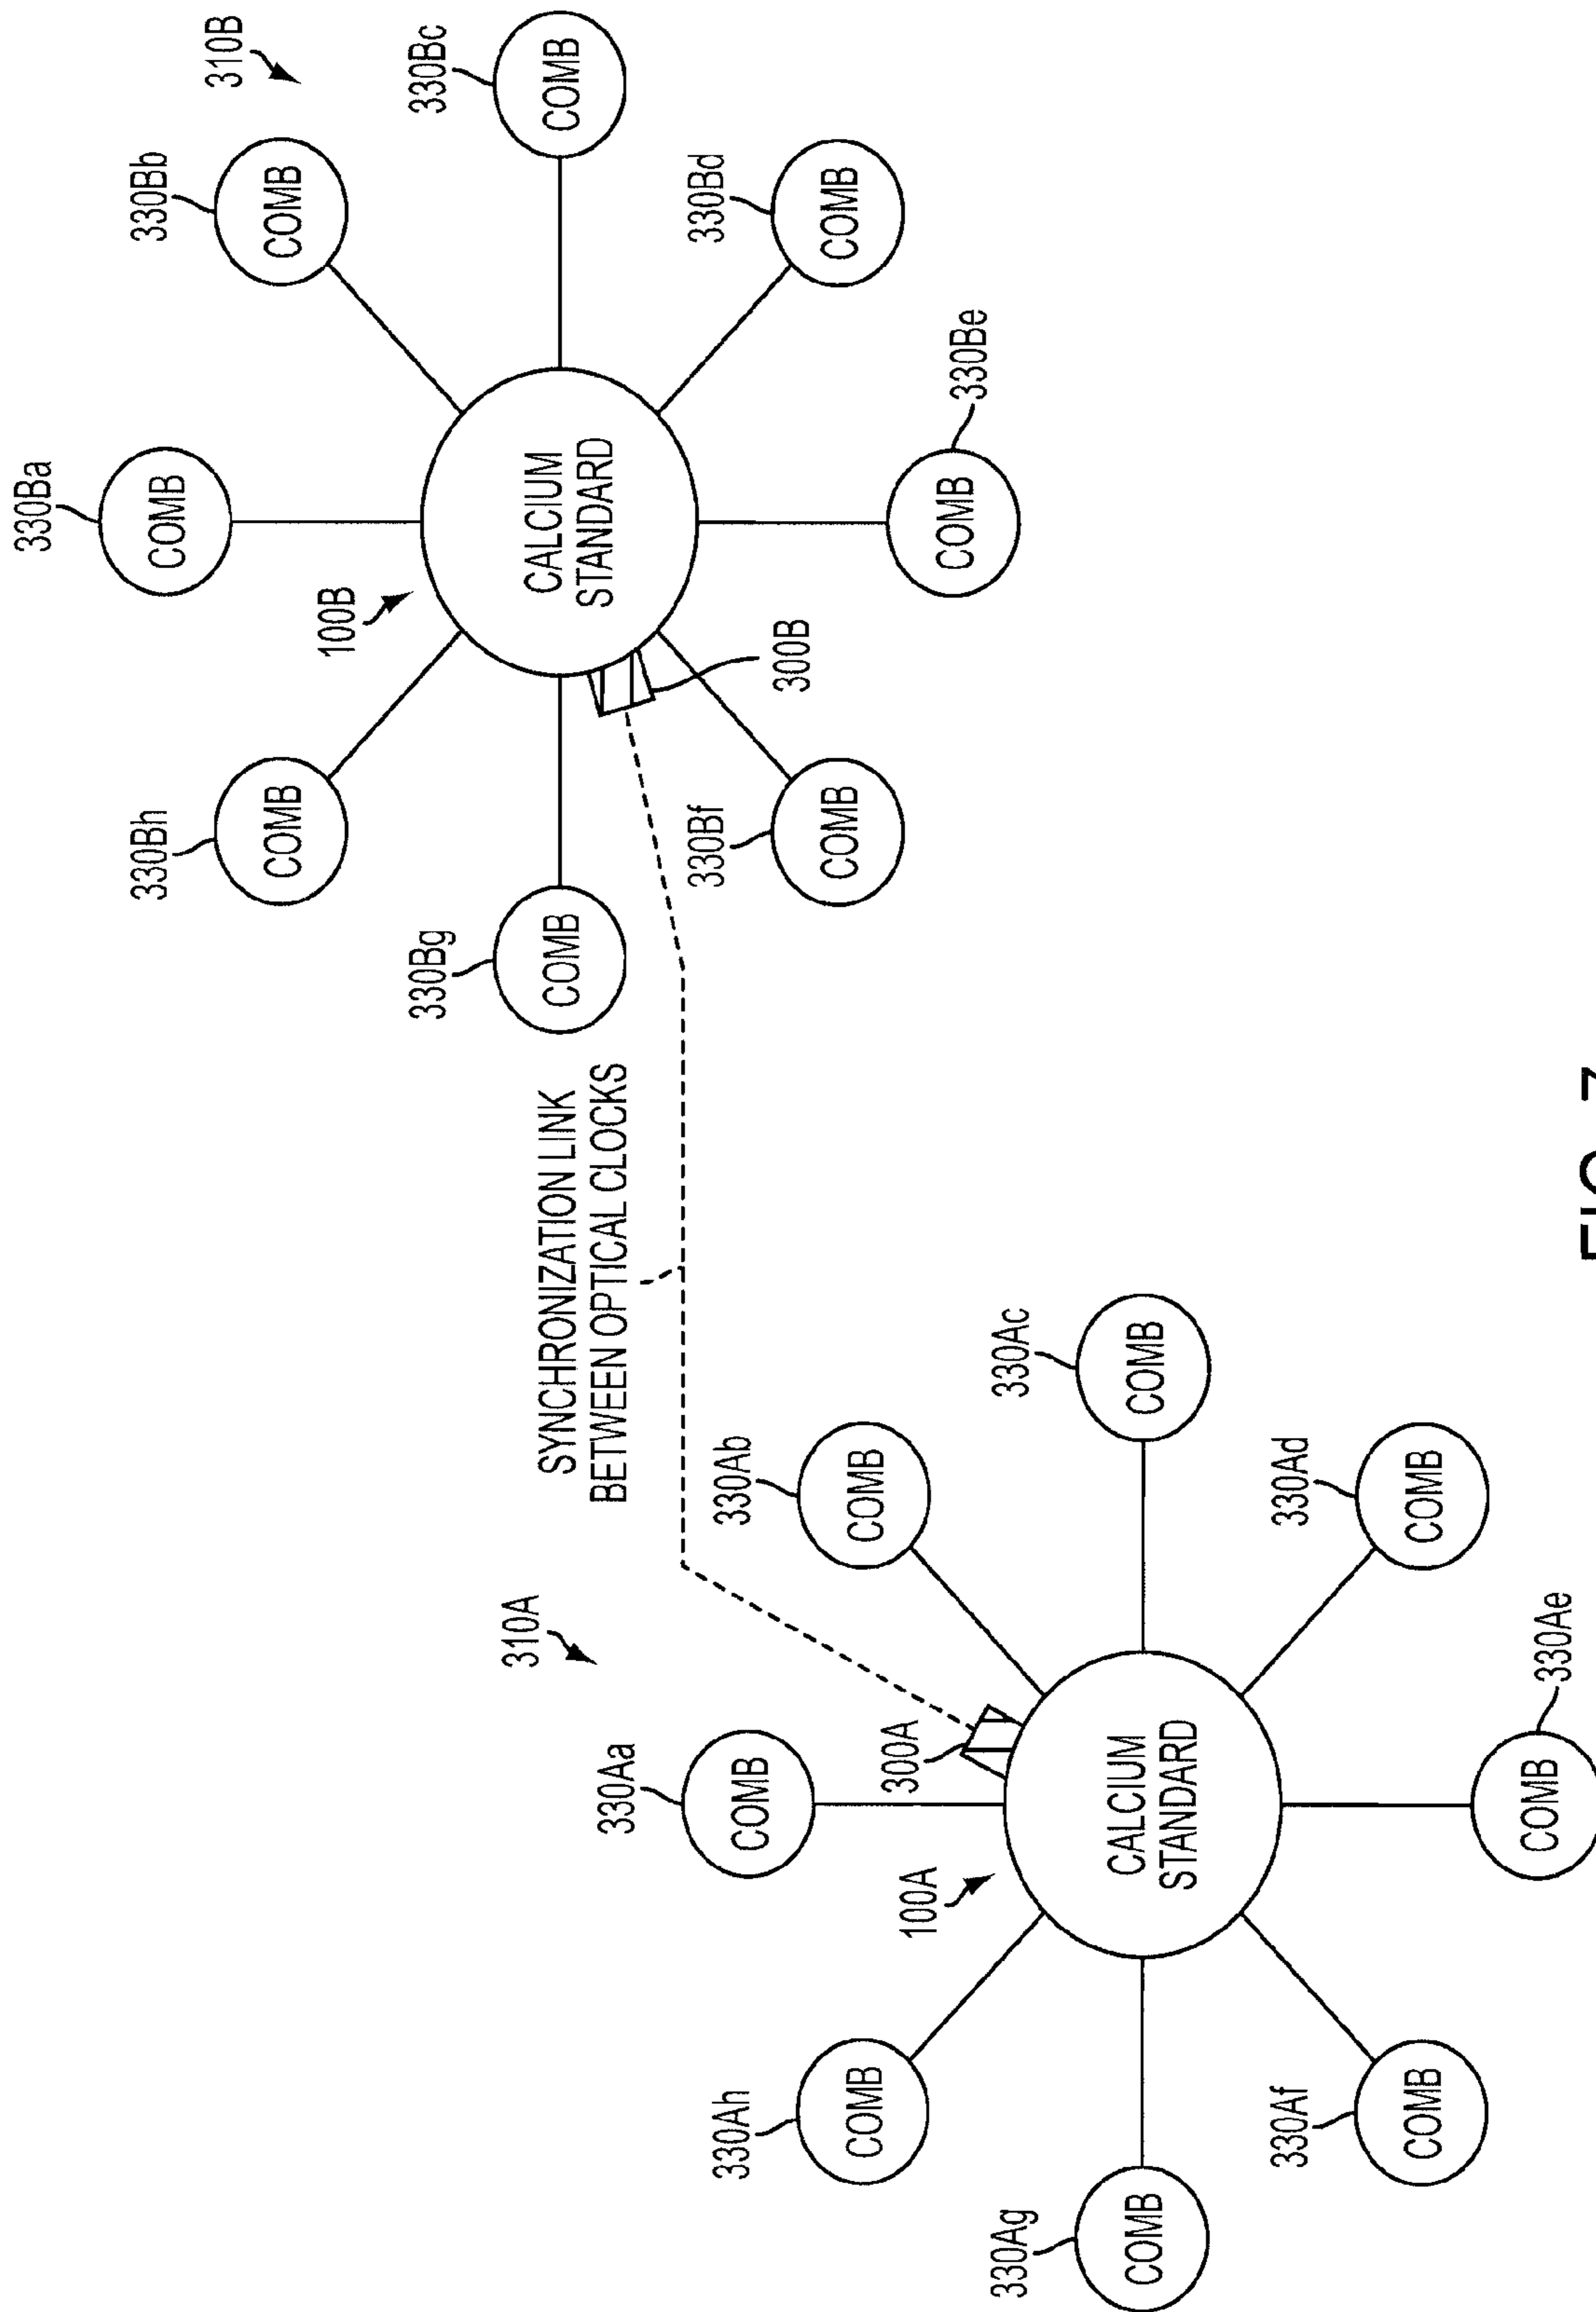 310B
330Ba
COMB
330Bb
COMB
330Bc
COMB
330Bd
COMB
330Be
COMB
330Bf
COMB
330Bg
COMB
330Bh
COMB
100B
CALCIUM
STANDARD
300B
SYNCHRONIZATION LINK
BETWEEN OPTICAL CLOCKS
310A
330Aa
COMB
330Ab
COMB
330Ac
COMB
330Ad
COMB
330Ae
COMB
330Af
COMB
330Ag
COMB
330Ah
COMB
100A
CALCIUM
STANDARD
300A